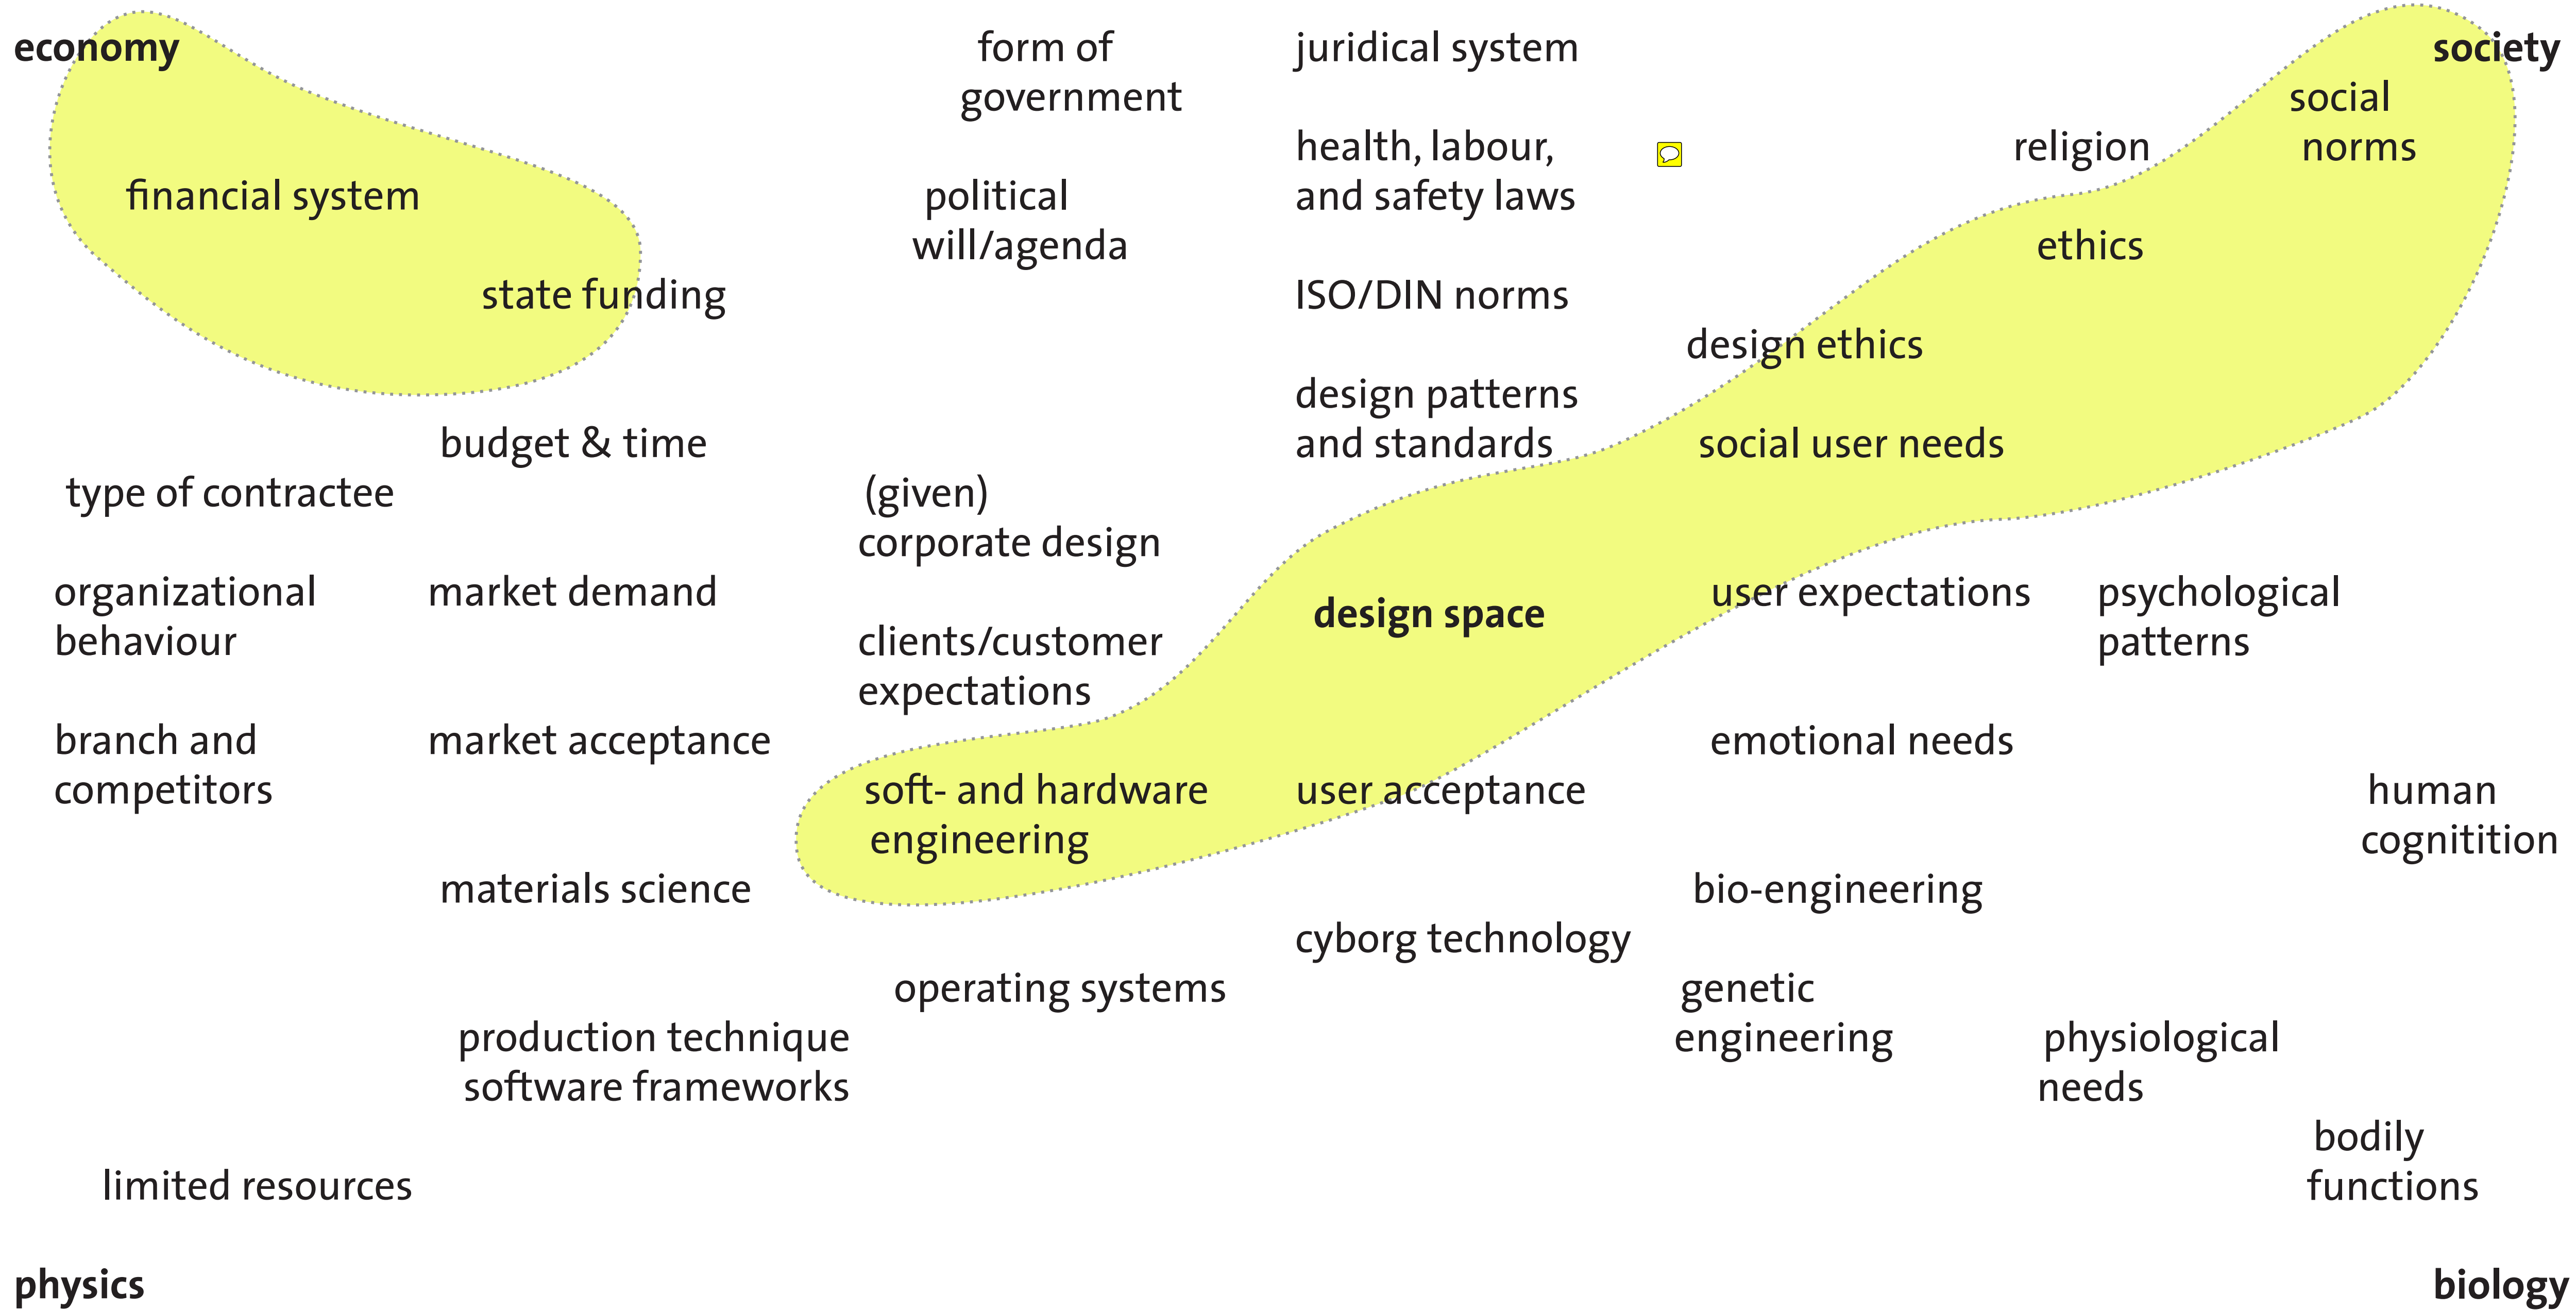 economy
form of
government
juridical system
society
social
norms
health, labour,
and safety laws
religion
financial system
political
will/agenda
ethics
state funding
ISO/DIN norms
design ethics
design patterns
and standards
budget & time
social user needs
type of contractee
(given)
corporate design
organizational
behaviour
market demand
design space
user expectations
psychological
patterns
clients/customer
expectations
branch and
competitors
market acceptance
emotional needs
soft- and hardware
engineering
user acceptance
human
cognitition
materials science
bio-engineering
cyborg technology
operating systems
genetic
engineering
production technique
software frameworks
physiological
needs
bodily
functions
limited resources
physics
biology